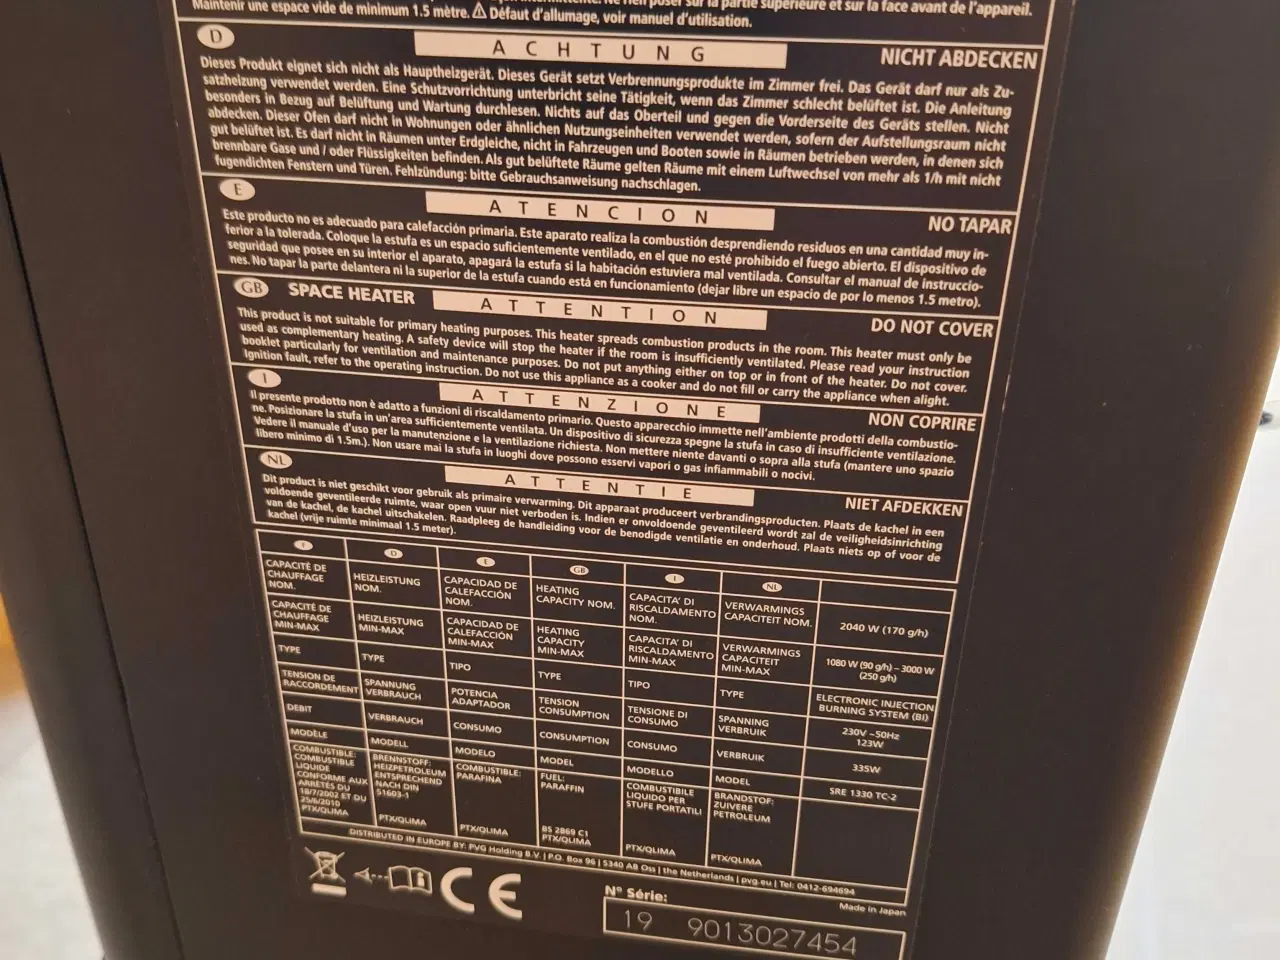 Maintenir une espace vide de minimum 1.5 mètre. ⚠ Défaut d'allumage, voir manuel d'utilisation.
D ACHTUNG NICHT ABDECKEN
Dieses Produkt eignet sich nicht als Hauptheizgerät. Dieses Gerät setzt Verbrennungsprodukte im Zimmer frei. Das Gerät darf nur als Zu-
satzheizung verwendet werden. Eine Schutzvorrichtung unterbricht seine Tätigkeit, wenn das Zimmer schlecht belüftet ist. Die Anleitung
besonders in Bezug auf Belüftung und Wartung durchlesen. Nichts auf das Oberteil und gegen die Vorderseite des Geräts stellen. Nicht
abdecken. Dieser Ofen darf nicht in Wohnungen oder ähnlichen Nutzungseinheiten verwendet werden, sofern der Aufstellungsraum nicht
gut belüftet ist. Es darf nicht in Räumen unter Erdgleiche, nicht in Fahrzeugen und Booten sowie in Räumen betrieben werden, in denen sich
brennbare Gase und / oder Flüssigkeiten befinden. Als gut belüftete Räume gelten Räume mit einem Luftwechsel von mehr als 1/h mit nicht
fugendichten Fenstern und Türen. Fehlzündung: bitte Gebrauchsanweisung nachschlagen.
E ATENCION NO TAPAR
Este producto no es adecuado para calefacción primaria. Este aparato realiza la combustión desprendiendo residuos en una cantidad muy in-
ferior a la tolerada. Coloque la estufa es un espacio suficientemente ventilado, en el que no esté prohibido el fuego abierto. El dispositivo de
seguridad que posee en su interior el aparato, apagará la estufa si la habitación estuviera mal ventilada. Consultar el manual de instruccio-
nes. No tapar la parte delantera ni la superior de la estufa cuando está en funcionamiento (dejar libre un espacio de por lo menos 1.5 metro).
GB SPACE HEATER ATTENTION DO NOT COVER
This product is not suitable for primary heating purposes. This heater spreads combustion products in the room. This heater must only be
used as complementary heating. A safety device will stop the heater if the room is insufficiently ventilated. Please read your instruction
booklet particularly for ventilation and maintenance purposes. Do not put anything either on top or in front of the heater. Do not cover.
Ignition fault, refer to the operating instruction. Do not use this appliance as a cooker and do not fill or carry the appliance when alight.
I ATTENZIONE NON COPRIRE
Il presente prodotto non è adatto a funzioni di riscaldamento primario. Questo apparecchio immette nell'ambiente prodotti della combustio-
ne. Posizionare la stufa in un'area sufficientemente ventilata. Un dispositivo di sicurezza spegne la stufa in caso di insufficiente ventilazione.
Vedere il manuale d'uso per la manutenzione e la ventilazione richiesta. Non mettere niente davanti o sopra alla stufa (mantere uno spazio
libero minimo di 1.5m.). Non usare mai la stufa in luoghi dove possono esservi vapori o gas infiammabili o nocivi.
NL ATTENTIE NIET AFDEKKEN
Dit product is niet geschikt voor gebruik als primaire verwarming. Dit apparaat produceert verbrandingsproducten. Plaats de kachel in een
voldoende geventileerde ruimte, waar open vuur niet verboden is. Indien er onvoldoende geventileerd wordt zal de veiligheidsinrichting
van de kachel, de kachel uitschakelen. Raadpleeg de handleiding voor de benodigde ventilatie en onderhoud. Plaats niets op of voor de
kachel (vrije ruimte minimaal 1.5 meter).
F D E GB I NL
CAPACITÉ DE CHAUFFAGE NOM. HEIZLEISTUNG NOM. CAPACIDAD DE CALEFACCIÓN NOM. HEATING CAPACITY NOM. CAPACITA' DI RISCALDAMENTO NOM. VERWARMINGS CAPACITEIT NOM. 2040 W (170 g/h)
CAPACITÉ DE CHAUFFAGE MIN-MAX HEIZLEISTUNG MIN-MAX CAPACIDAD DE CALEFACCIÓN MIN-MAX HEATING CAPACITY MIN-MAX CAPACITA' DI RISCALDAMENTO MIN-MAX VERWARMINGS CAPACITEIT MIN-MAX 1080 W (90 g/h) – 3000 W (250 g/h)
TYPE TYPE TIPO TYPE TIPO TYPE ELECTRONIC INJECTION BURNING SYSTEM (BI)
TENSION DE RACCORDEMENT SPANNUNG VERBRAUCH POTENCIA ADAPTADOR TENSION CONSUMPTION TENSIONE DI CONSUMO SPANNING VERBRUIK 230V ~50Hz 123W
DEBIT VERBRAUCH CONSUMO CONSUMPTION CONSUMO VERBRUIK 335W
MODÈLE MODELL MODELO MODEL MODELLO MODEL SRE 1330 TC-2
COMBUSTIBLE: COMBUSTIBLE LIQUIDE CONFORME AUX ARRETÉS DU 18/7/2002 ET DU 25/6/2010 PTX/QLIMA BRENNSTOFF: HEIZPETROLEUM ENTSPRECHEND NACH DIN 51603-1 PTX/QLIMA COMBUSTIBLE: PARAFINA PTX/QLIMA FUEL: PARAFFIN BS 2869 C1 PTX/QLIMA COMBUSTIBILE LIQUIDO PER STUFE PORTATILI PTX/QLIMA BRANDSTOF: ZUIVERE PETROLEUM PTX/QLIMA
DISTRIBUTED IN EUROPE BY: PVG Holding B.V. | P.O. Box 96 | 5340 AB Oss | the Netherlands | pvg.eu | Tel: 0412-694694
CE
N° Série:
Made in Japan
19 9013027454